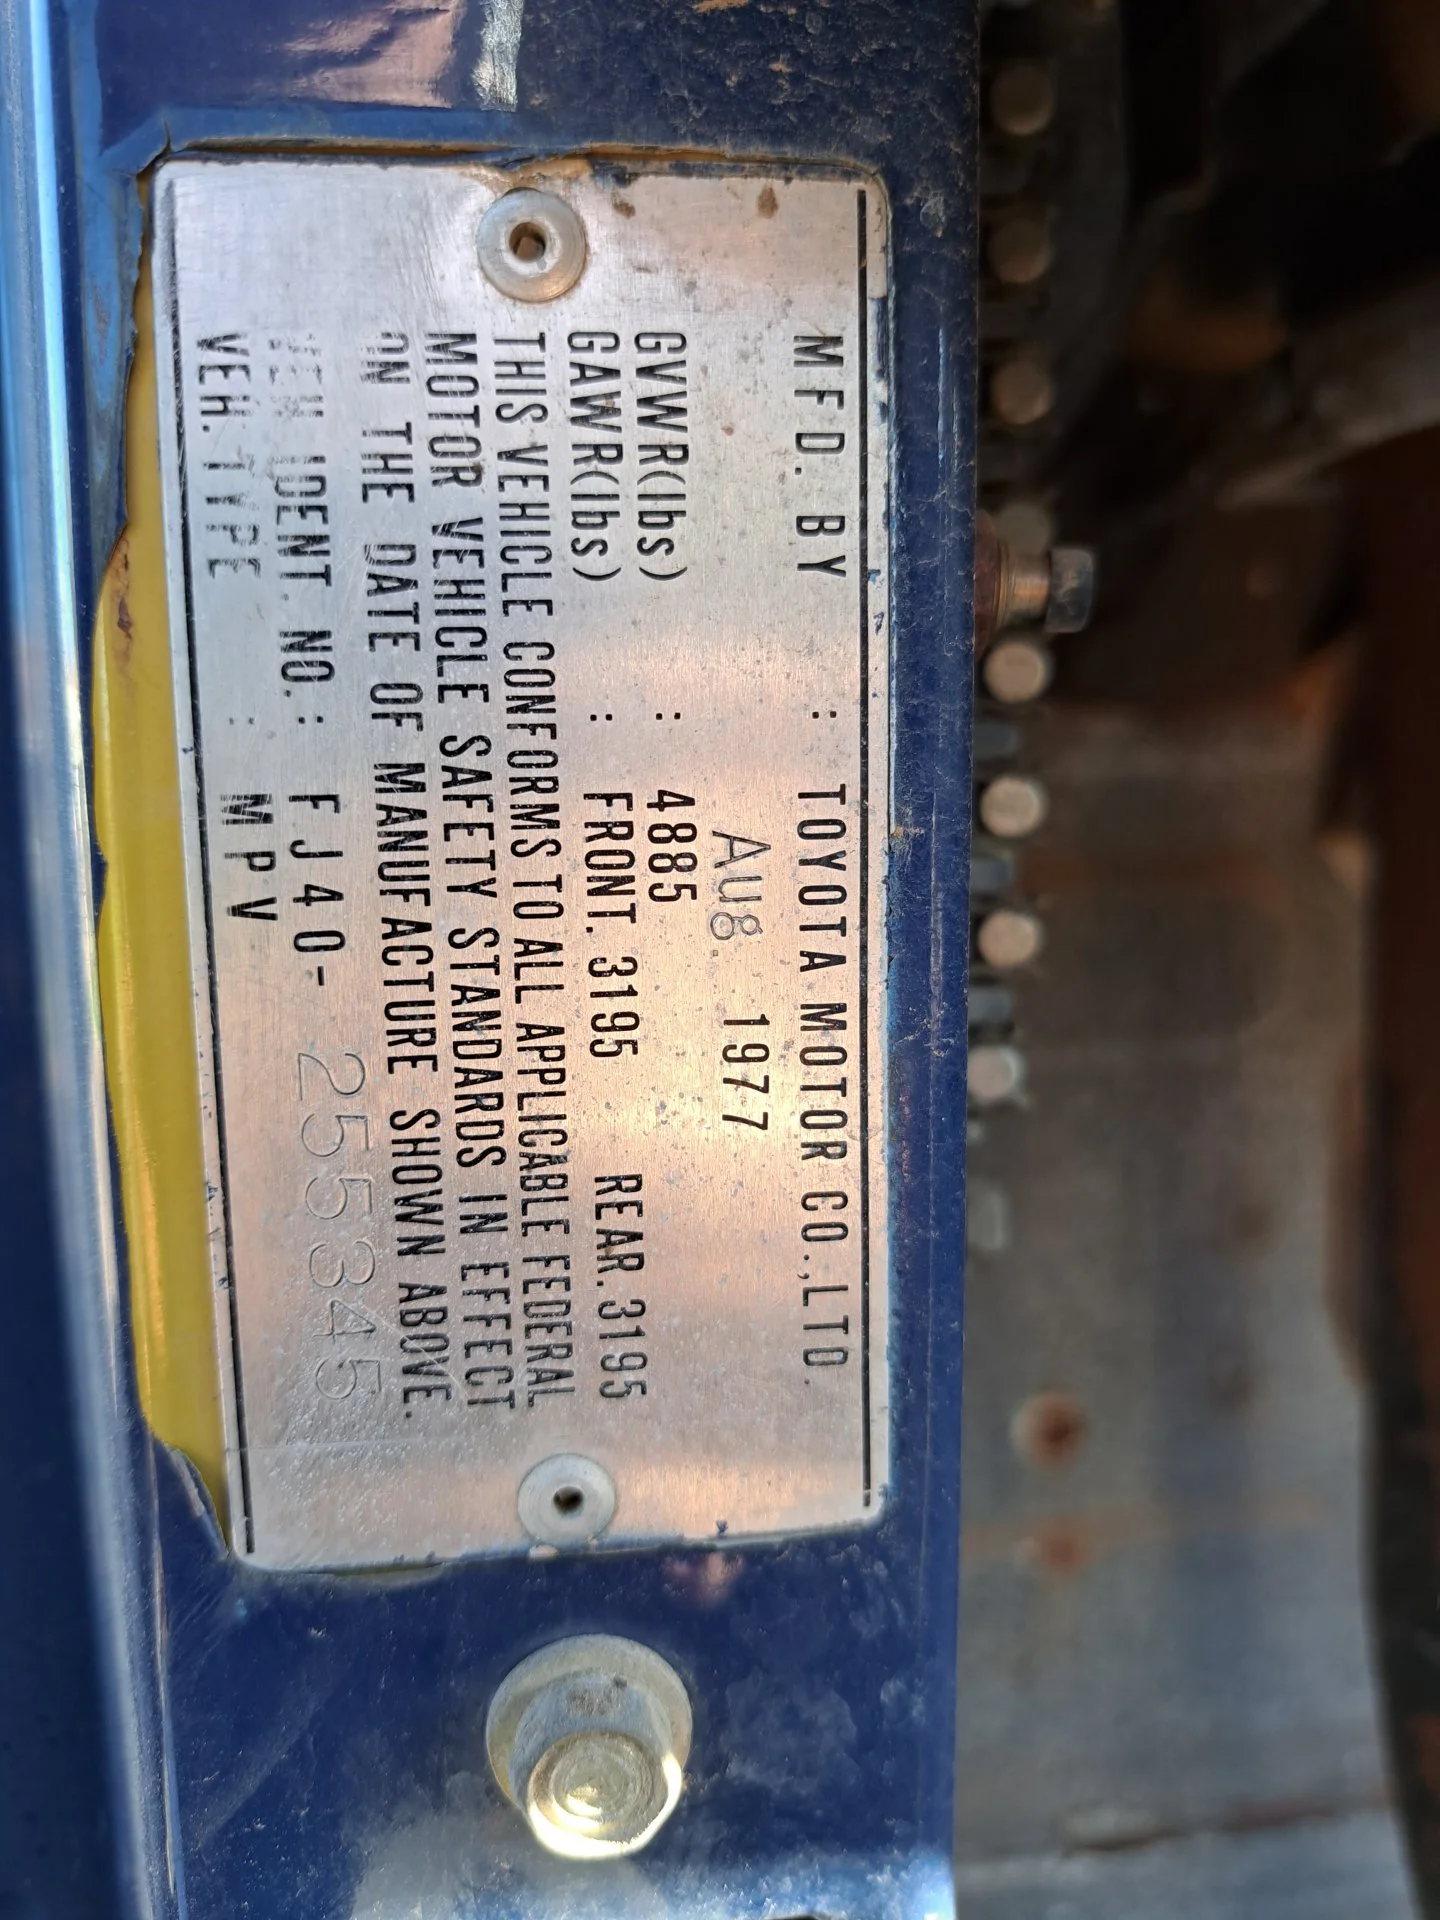 MFD. BY : TOYOTA MOTOR CO.,LTD.
Aug. 1977
GVWR(lbs) : 4885
GAWR(lbs) : FRONT. 3195 REAR. 3195
THIS VEHICLE CONFORMS TO ALL APPLICABLE FEDERAL
MOTOR VEHICLE SAFETY STANDARDS IN EFFECT
ON THE DATE OF MANUFACTURE SHOWN ABOVE.
VEH. IDENT. NO. : FJ40-255345
VEH. TYPE : MPV